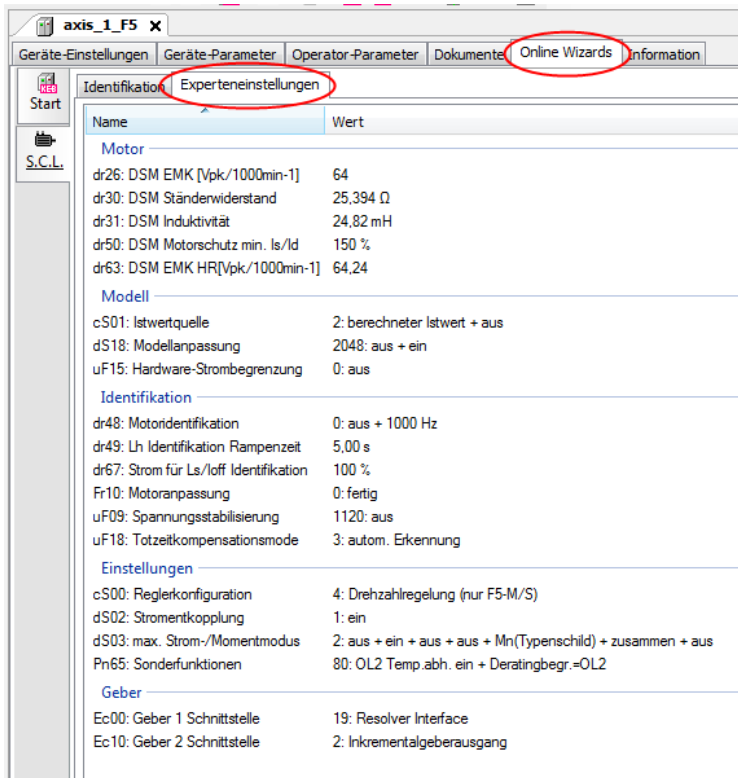 axis_1_F5 x
Geräte-Einstellungen Geräte-Parameter Operator-Parameter Dokumente Online Wizards Information
KEB
Start
S.C.L.
Identifikation Experteneinstellungen
Name Wert
Motor
dr26: DSM EMK [Vpk/1000min-1] 64
dr30: DSM Ständerwiderstand 25,394 Ω
dr31: DSM Induktivität 24,82 mH
dr50: DSM Motorschutz min. Is/Id 150 %
dr63: DSM EMK HR[Vpk/1000min-1] 64,24
Modell
cS01: Istwertquelle 2: berechneter Istwert + aus
dS18: Modellanpassung 2048: aus + ein
uF15: Hardware-Strombegrenzung 0: aus
Identifikation
dr48: Motoridentifikation 0: aus + 1000 Hz
dr49: Lh Identifikation Rampenzeit 5,00 s
dr67: Strom für Ls/Ioff Identifikation 100 %
Fr10: Motoranpassung 0: fertig
uF09: Spannungsstabilisierung 1120: aus
uF18: Totzeitkompensationsmode 3: autom. Erkennung
Einstellungen
cS00: Reglerkonfiguration 4: Drehzahlregelung (nur F5-M/S)
dS02: Stromentkopplung 1: ein
dS03: max. Strom-/Momentmodus 2: aus + ein + aus + aus + Mn(Typenschild) + zusammen + aus
Pn65: Sonderfunktionen 80: OL2 Temp.abh. ein + Deratingbegr.=OL2
Geber
Ec00: Geber 1 Schnittstelle 19: Resolver Interface
Ec10: Geber 2 Schnittstelle 2: Inkrementalgeberausgang